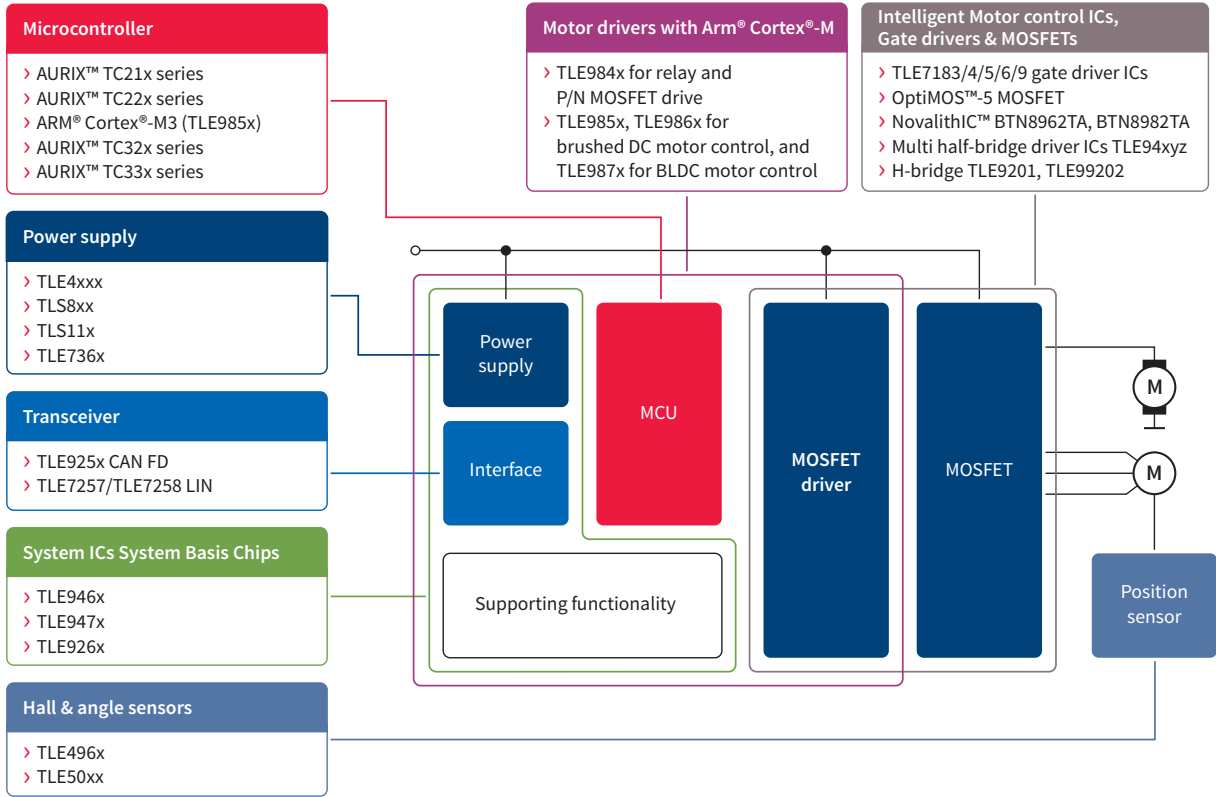 Microcontroller
› AURIX™ TC21x series
› AURIX™ TC22x series
› ARM® Cortex®-M3 (TLE985x)
› AURIX™ TC32x series
› AURIX™ TC33x series
Motor drivers with Arm® Cortex®-M
› TLE984x for relay and
P/N MOSFET drive
› TLE985x, TLE986x for
brushed DC motor control, and
TLE987x for BLDC motor control
Intelligent Motor control ICs,
Gate drivers & MOSFETs
› TLE7183/4/5/6/9 gate driver ICs
› OptiMOS™-5 MOSFET
› NovalithIC™ BTN8962TA, BTN8982TA
› Multi half-bridge driver ICs TLE94xyz
› H-bridge TLE9201, TLE99202
Power supply
› TLE4xxx
› TLS8xx
› TLS11x
› TLE736x
Transceiver
› TLE925x CAN FD
› TLE7257/TLE7258 LIN
System ICs System Basis Chips
› TLE946x
› TLE947x
› TLE926x
Hall & angle sensors
› TLE496x
› TLE50xx
Power
supply
Interface
MCU
Supporting functionality
MOSFET
driver
MOSFET
M
M
Position
sensor